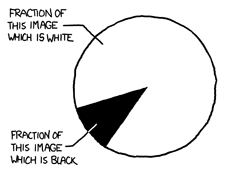 FRACTION OF
THIS IMAGE
WHICH IS WHITE
FRACTION OF
THIS IMAGE
WHICH IS BLACK